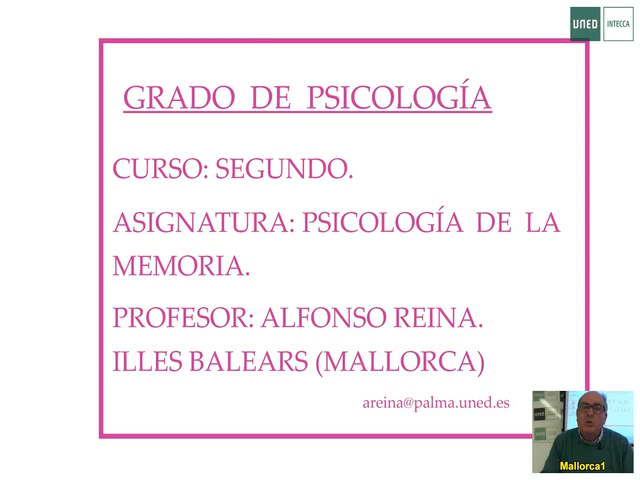 UNED INTECCA
GRADO DE PSICOLOGÍA
CURSO: SEGUNDO.
ASIGNATURA: PSICOLOGÍA DE LA
MEMORIA.
PROFESOR: ALFONSO REINA.
ILLES BALEARS (MALLORCA)
areina@palma.uned.es
Mallorca1